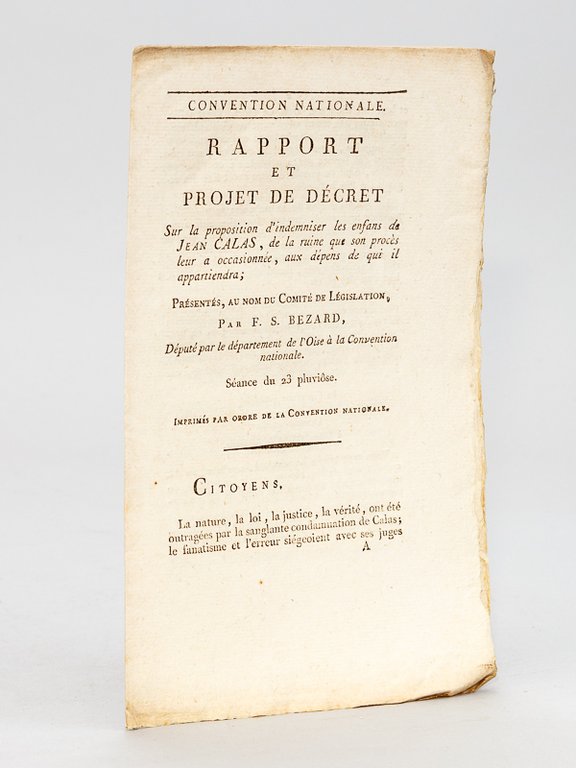 CONVENTION NATIONALE.
RAPPORT
ET
PROJET DE DÉCRET
Sur la proposition d'indemniser les enfans de
JEAN CALAS, de la ruine que son procès
leur a occasionnée, aux dépens de qui il
appartiendra;
PRÉSENTÉS, AU NOM DU COMITÉ DE LÉGISLATION,
PAR F. S. BEZARD,
Député par le département de l'Oise à la Convention
nationale.
Séance du 23 pluviôse.
IMPRIMÉS PAR ORDRE DE LA CONVENTION NATIONALE.
CITOYENS,
La nature, la loi, la justice, la vérité, ont été
outragées par la sanglante condamnation de Calas;
le fanatisme et l'erreur siégeoient avec ses juges
A